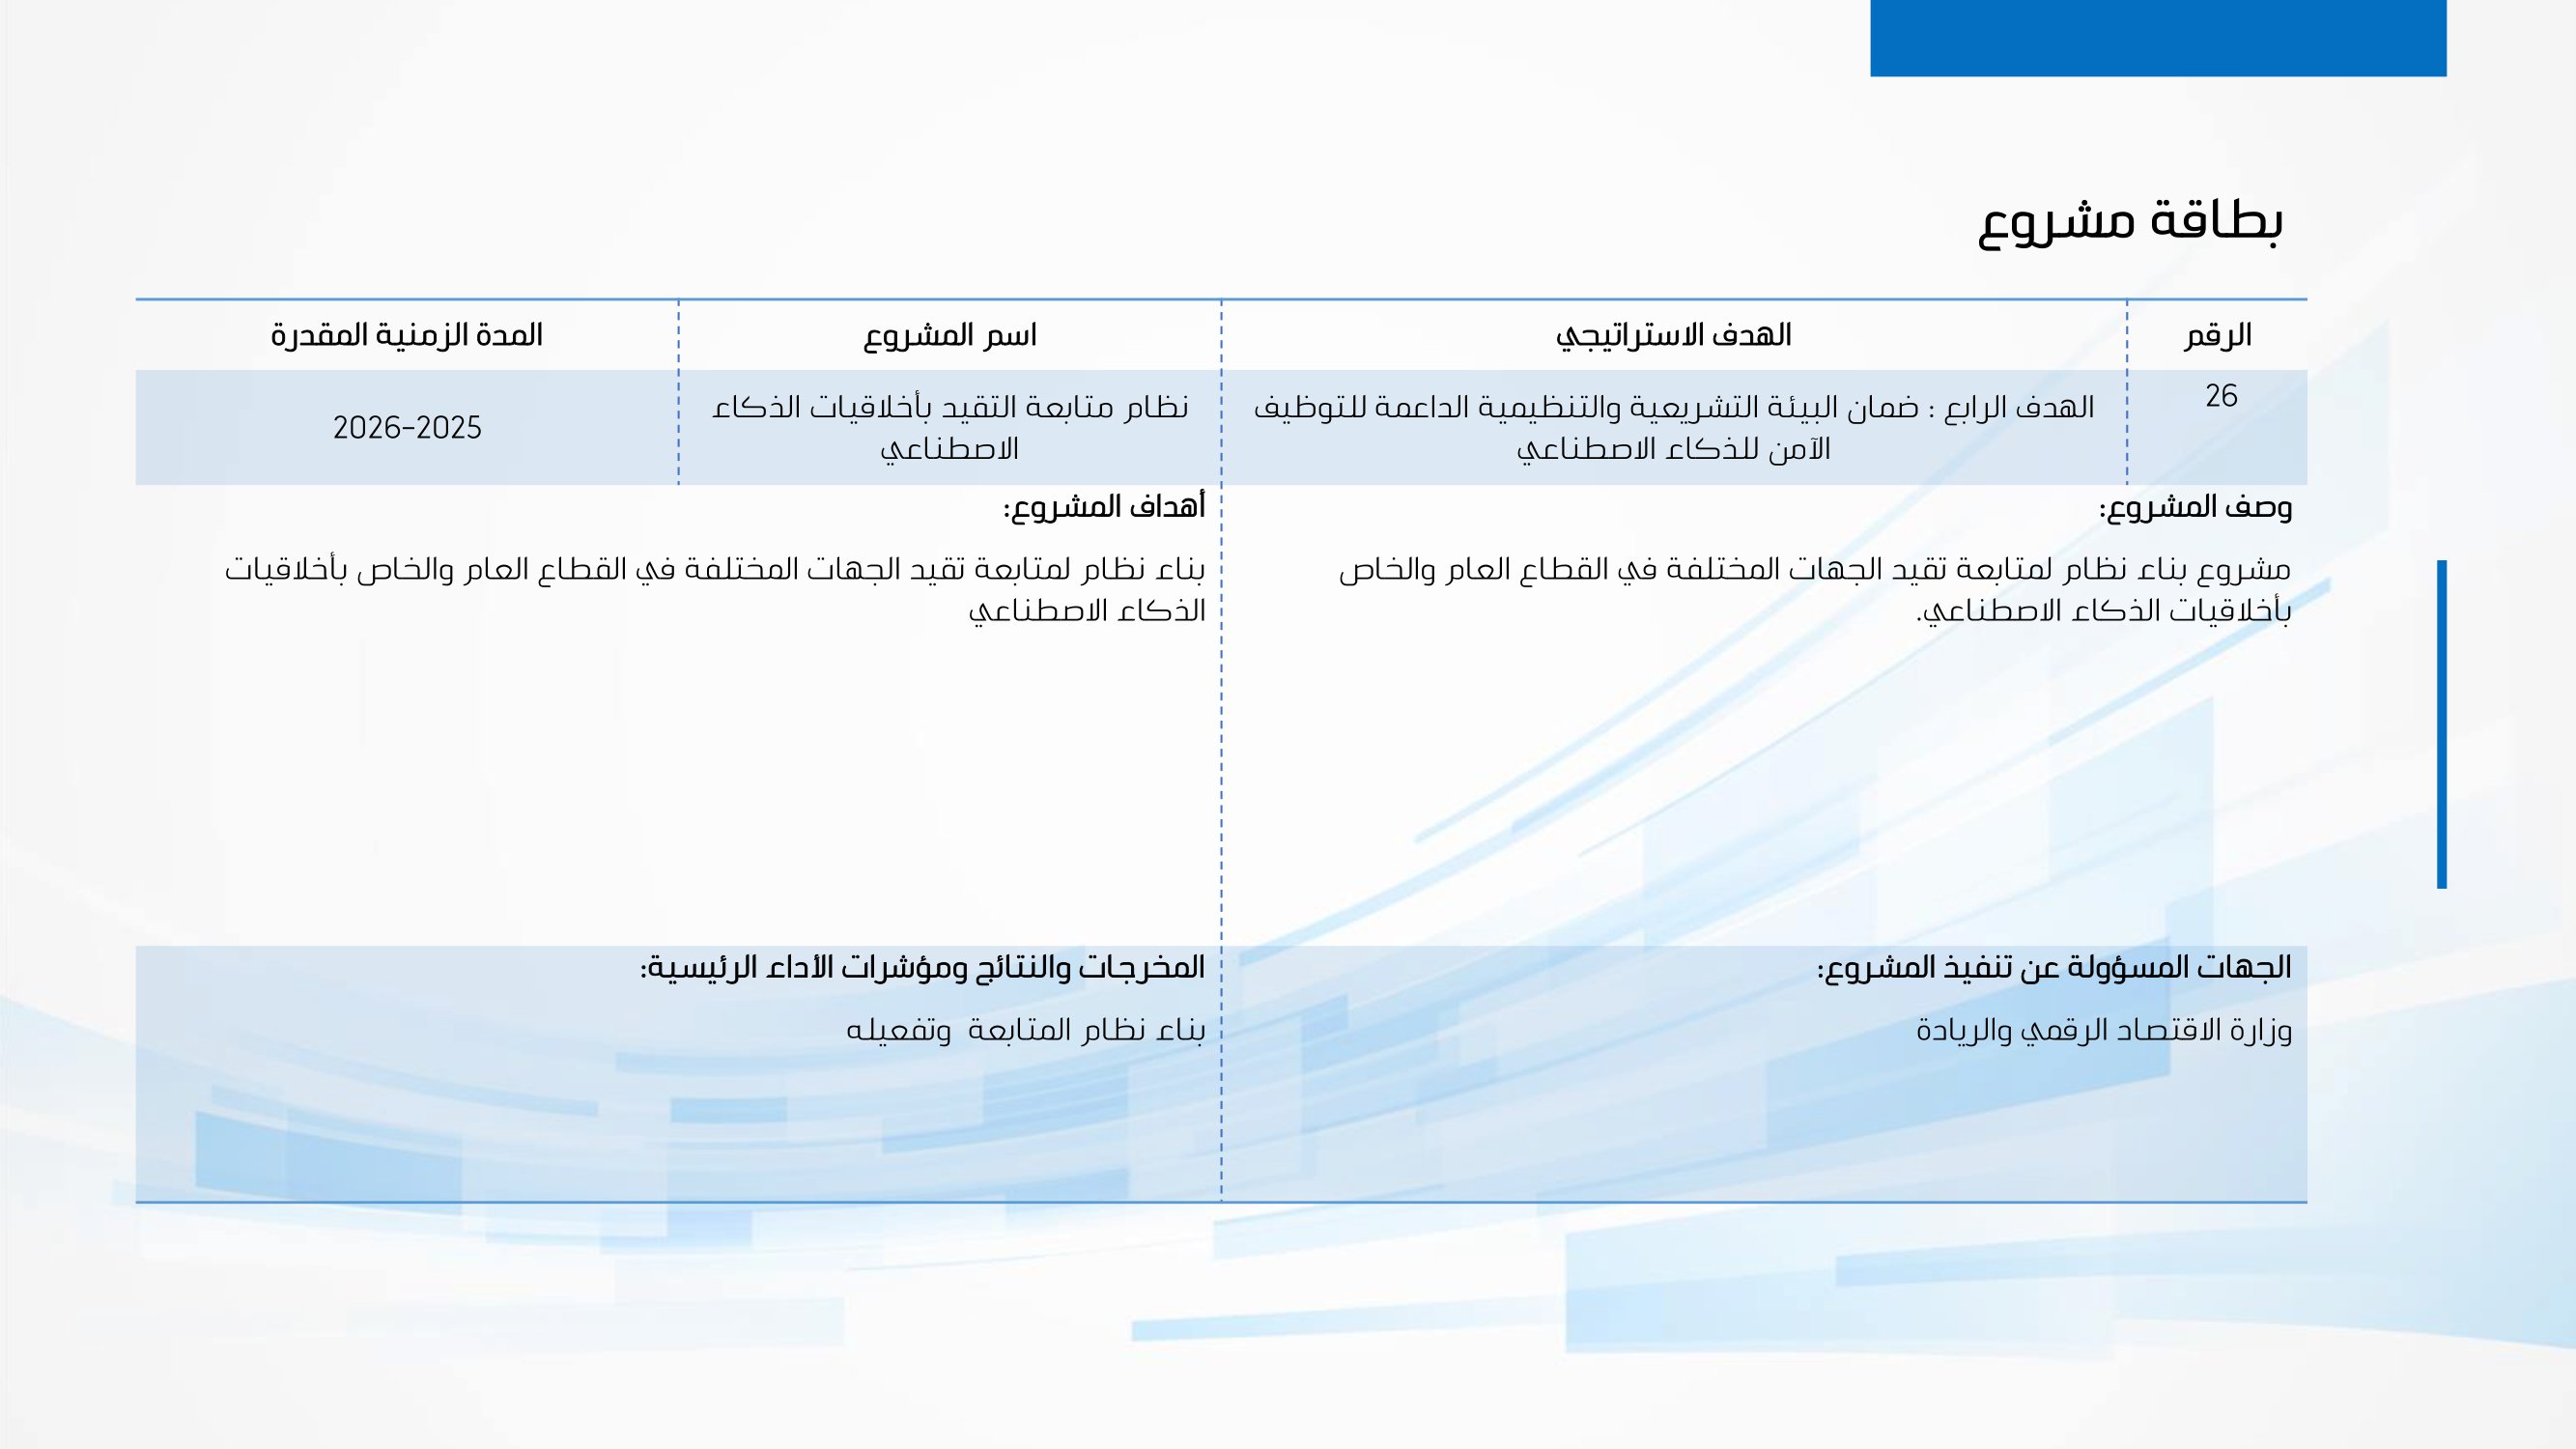 بطاقة مشروع
الرقم
الهدف الاستراتيجي
اسم المشروع
المدة الزمنية المقدرة
26
الهدف الرابع : ضمان البيئة التشريعية والتنظيمية الداعمة للتوظيف
الآمن للذكاء الاصطناعي
نظام متابعة التقيد بأخلاقيات الذكاء
الاصطناعي
2025-2026
وصف المشروع:
مشروع بناء نظام لمتابعة تقيد الجهات المختلفة في القطاع العام والخاص
بأخلاقيات الذكاء الاصطناعي.
أهداف المشروع:
بناء نظام لمتابعة تقيد الجهات المختلفة في القطاع العام والخاص بأخلاقيات
الذكاء الاصطناعي
الجهات المسؤولة عن تنفيذ المشروع:
وزارة الاقتصاد الرقمي والريادة
المخرجات والنتائج ومؤشرات الأداء الرئيسية:
بناء نظام المتابعة  وتفعيله